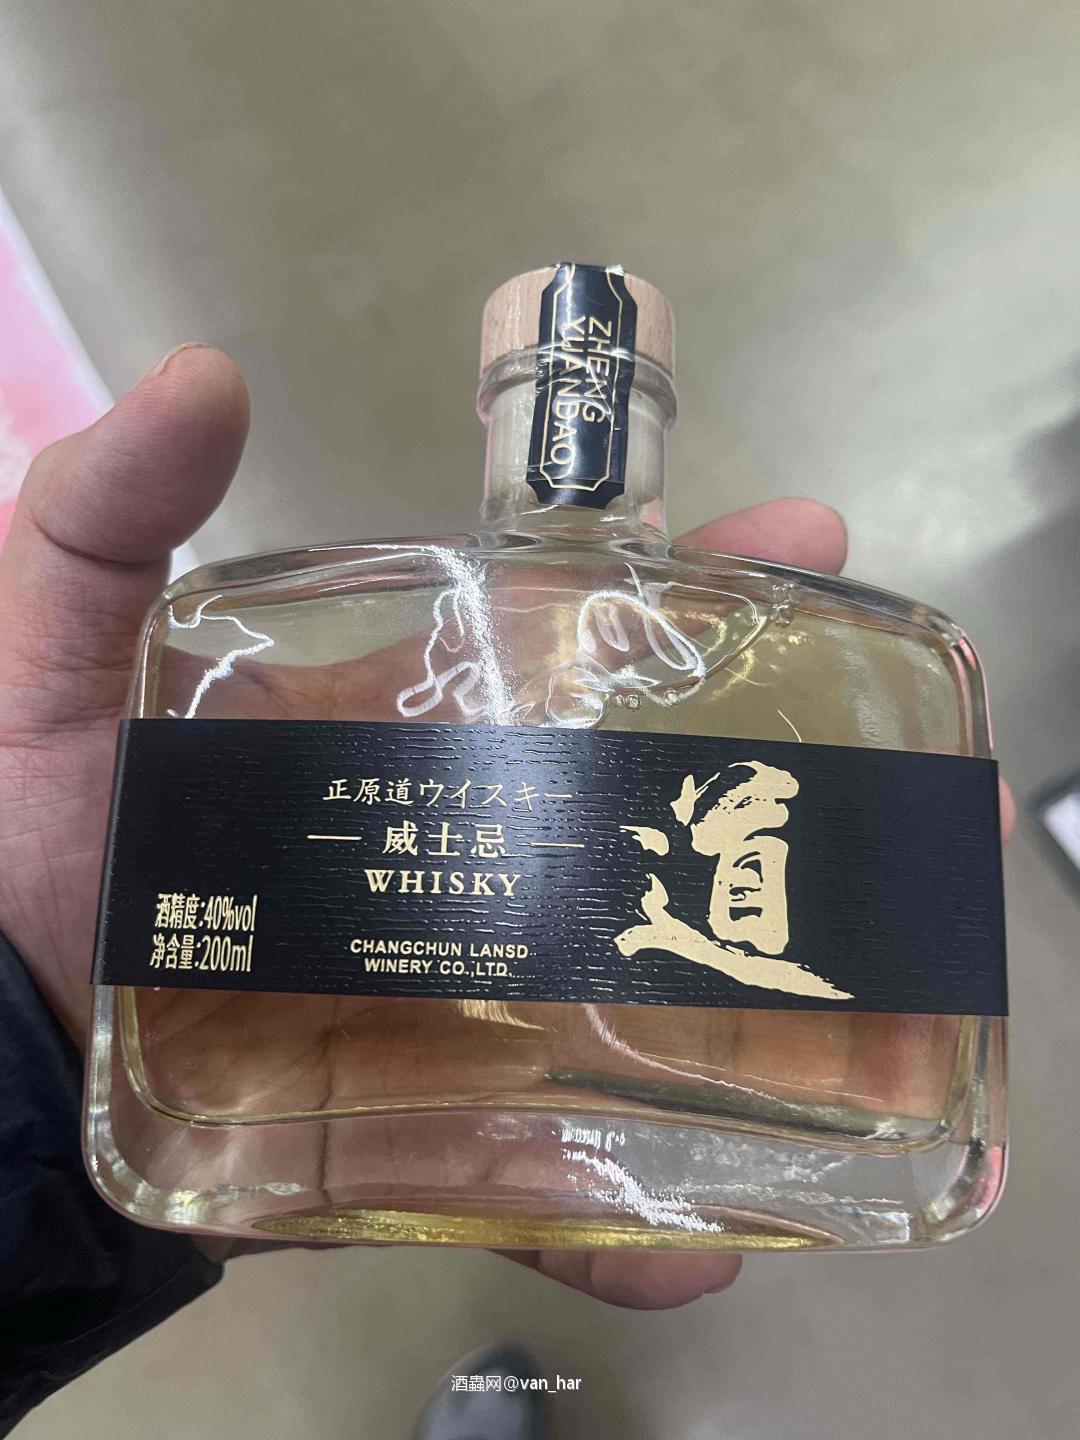 ZHENG
YUANDAO
正原道ウイスキー
威士忌
WHISKY
道
酒精度:40%vol
净含量:200ml
CHANGCHUN LANSD
WINERY CO.,LTD.
酒蟲网@van_har